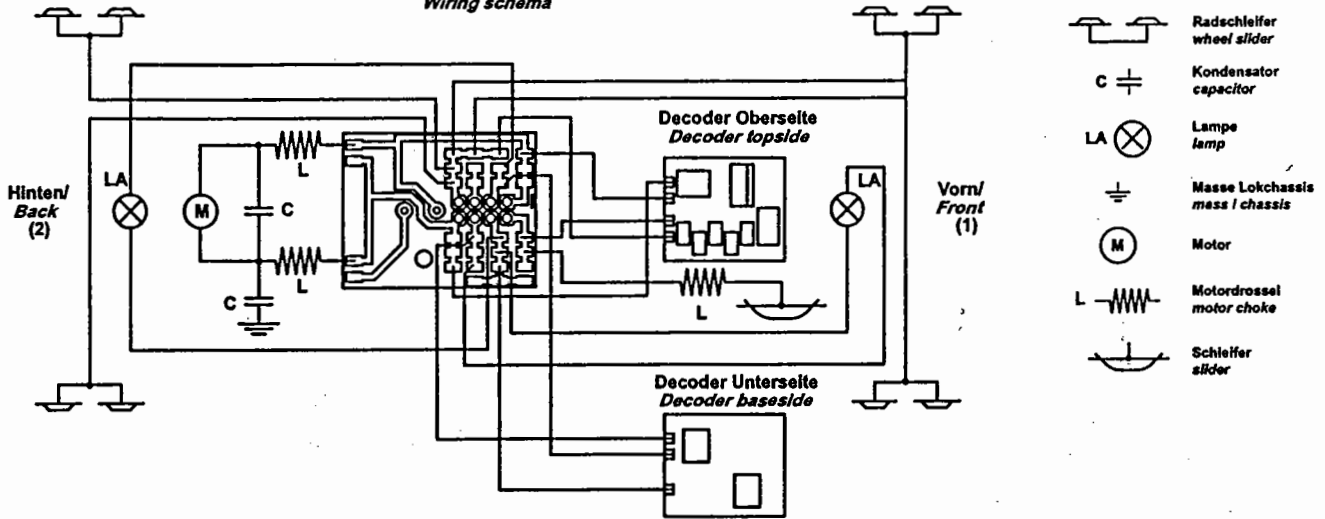 Wiring schema
Decoder Oberseite
Decoder topside
LA
L
C
M
Hinten/
Back
(2)
C
L
LA
Vorn/
Front
(1)
L
Decoder Unterseite
Decoder baseside
Radschleifer
wheel slider
C
Kondensator
capacitor
LA
Lampe
lamp
Masse Lokchassis
mass / chassis
M
Motor
L
Motordrossel
motor choke
Schleifer
slider